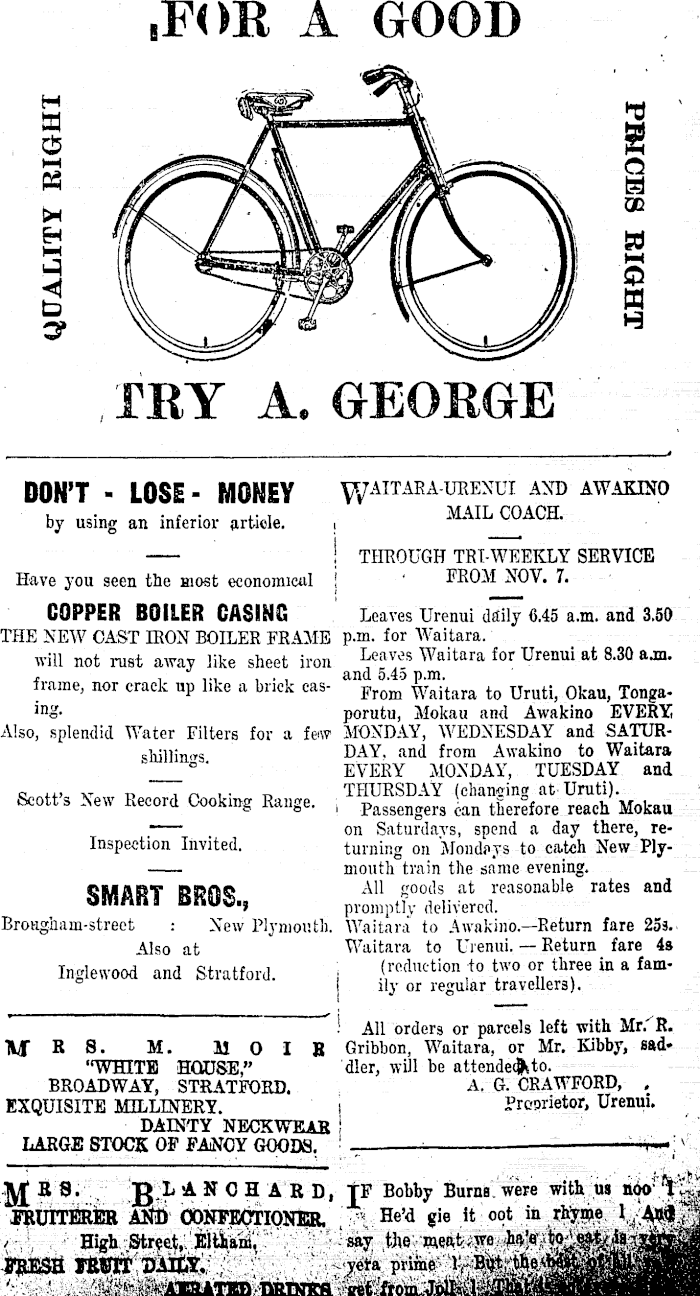 FOR A GOOD
QUALITY RIGHT
PRICES RIGHT
TRY A. GEORGE
DON'T - LOSE - MONEY
by using an inferior article.
Have you seen the most economical
COPPER BOILER CASING
THE NEW CAST IRON BOILER FRAME
will not rust away like sheet iron
frame, nor crack up like a brick cas-
ing.
Also, splendid Water Filters for a few
shillings.
Scott's New Record Cooking Range.
Inspection Invited.
SMART BROS.,
Brougham-street : New Plymouth.
Also at
Inglewood and Stratford.
MRS. M. MOIR
"WHITE HOUSE,"
BROADWAY, STRATFORD.
EXQUISITE MILLINERY.
DAINTY NECKWEAR
LARGE STOCK OF FANCY GOODS.
MRS. BLANCHARD,
FRUITERER AND CONFECTIONER.
High Street, Eltham,
FRESH FRUIT DAILY.
AERATED DRINKS
WAITARA-URENUI AND AWAKINO
MAIL COACH.
THROUGH TRI-WEEKLY SERVICE
FROM NOV. 7.
Leaves Urenui daily 6.45 a.m. and 3.50
p.m. for Waitara.
Leaves Waitara for Urenui at 8.30 a.m.
and 5.45 p.m.
From Waitara to Uruti, Okau, Tonga-
porutu, Mokau and Awakino EVERY
MONDAY, WEDNESDAY and SATUR-
DAY, and from Awakino to Waitara
EVERY MONDAY, TUESDAY and
THURSDAY (changing at Uruti).
Passengers can therefore reach Mokau
on Saturdays, spend a day there, re-
turning on Mondays to catch New Ply-
mouth train the same evening.
All goods at reasonable rates and
promptly delivered.
Waitara to Awakino.—Return fare 25s.
Waitara to Urenui. — Return fare 4s
(reduction to two or three in a fam-
ily or regular travellers).
All orders or parcels left with Mr. R.
Gribbon, Waitara, or Mr. Kibby, sad-
dler, will be attended to.
A. G. CRAWFORD,
Proprietor, Urenui.
IF Bobby Burns were with us noo
He'd gie it oot in rhyme! And
say the meat we ha'e to eat is very
yera prime! But the best of
get from Joll